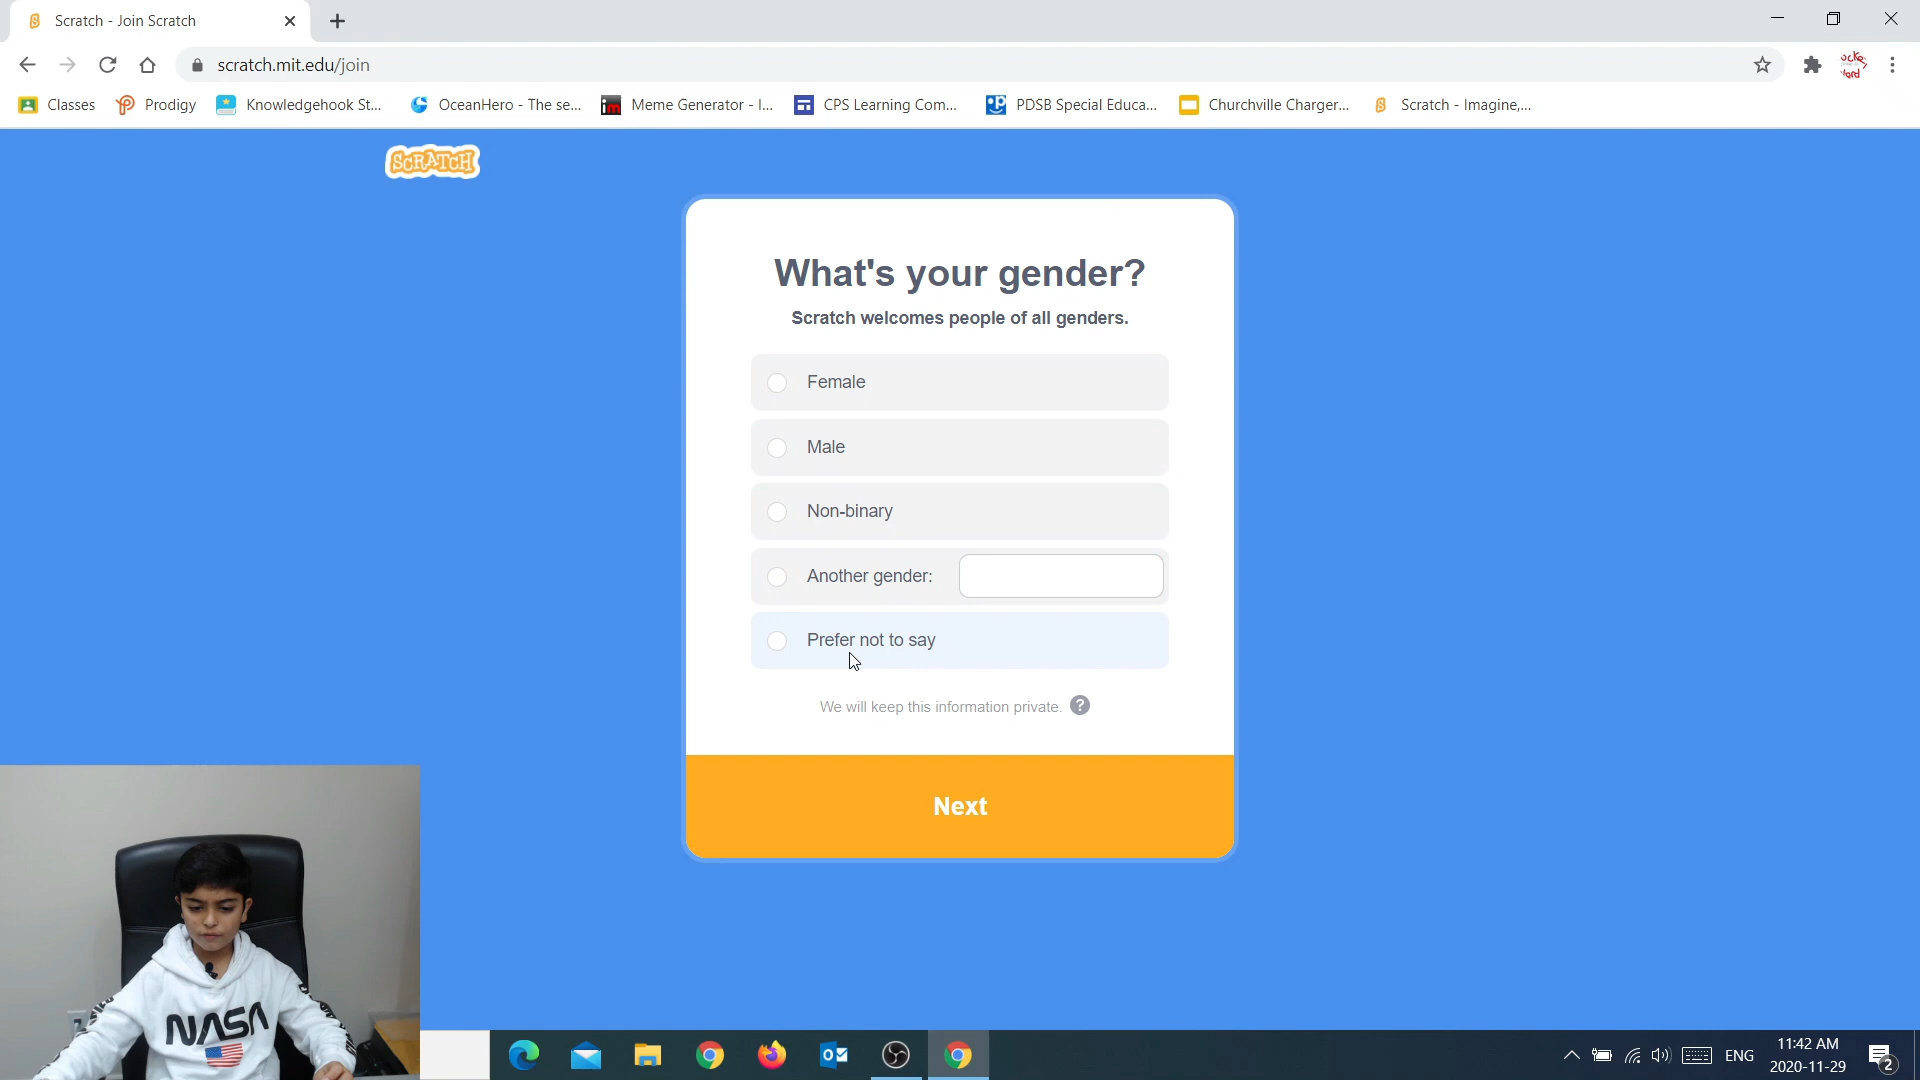 Scratch - Join Scratch
scratch.mit.edu/join
Classes
Prodigy
Knowledgehook St...
OceanHero - The se...
Meme Generator - I...
CPS Learning Com...
PDSB Special Educa...
Churchville Charger...
Scratch - Imagine,...
SCRATCH
What's your gender?
Scratch welcomes people of all genders.
Female
Male
Non-binary
Another gender:
Prefer not to say
We will keep this information private. ?
Next
NASA
ENG
11:42 AM
2020-11-29
2